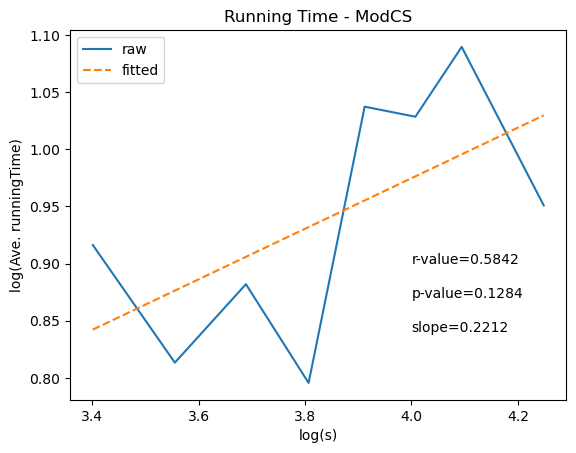 Running Time - ModCS
raw
fitted
log(Ave. runningTime)
1.10
1.05
1.00
0.95
0.90
0.85
0.80
r-value=0.5842
p-value=0.1284
slope=0.2212
3.4 3.6 3.8 4.0 4.2
log(s)